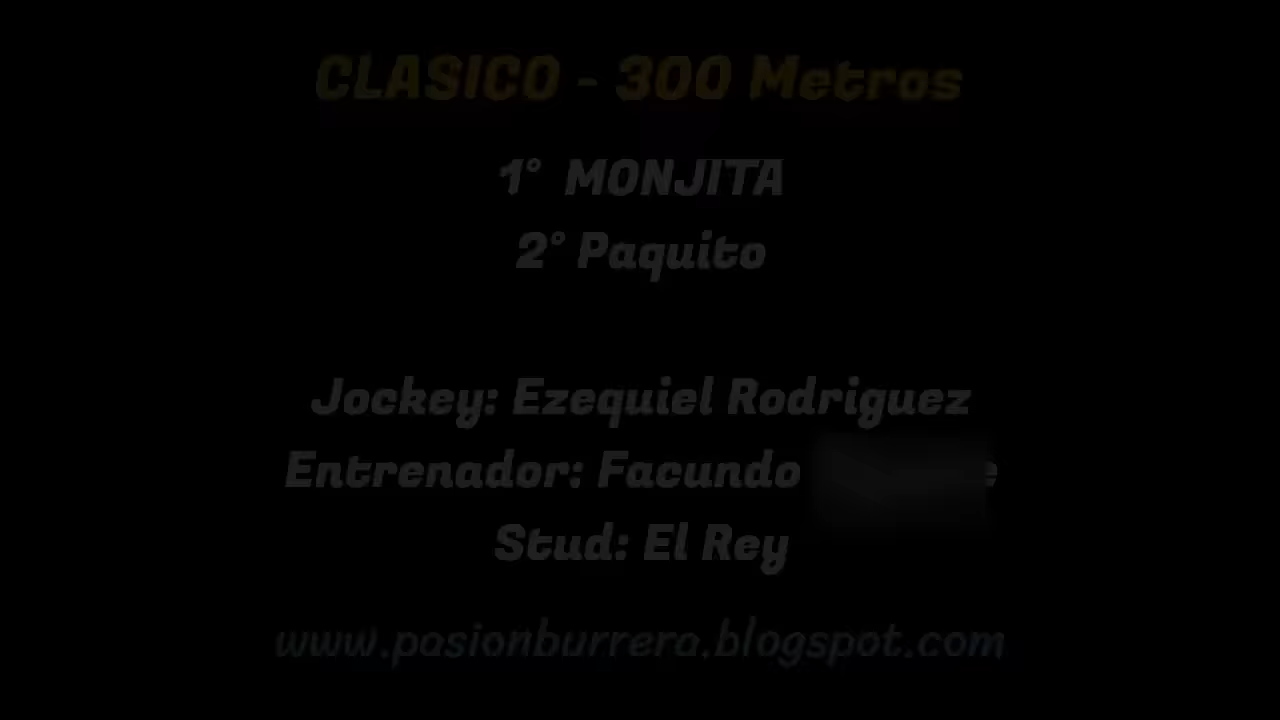 CLASICO - 300 Metros
1° MONJITA
2° Paquito
Jockey: Ezequiel Rodriguez
Entrenador: Facundo
Stud: El Rey
www.pasionburrera.blogspot.com